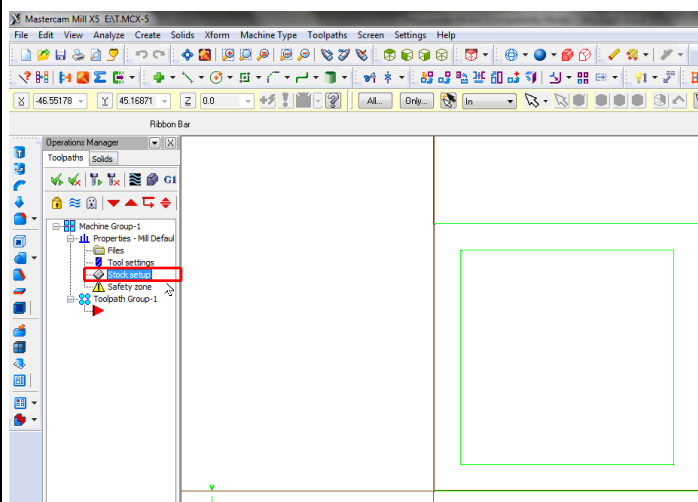 Mastercam Mill X5 E:\T.MCX-5
File Edit View Analyze Create Solids Xform Machine Type Toolpaths Screen Settings Help
X -46.55178 Y 45.16871 Z 0.0 All... Only... In
Ribbon Bar
Operations Manager
Toolpaths Solids
G1
Machine Group-1
Properties - Mill Defaul
Files
Tool settings
Stock setup
Safety zone
Toolpath Group-1
Y